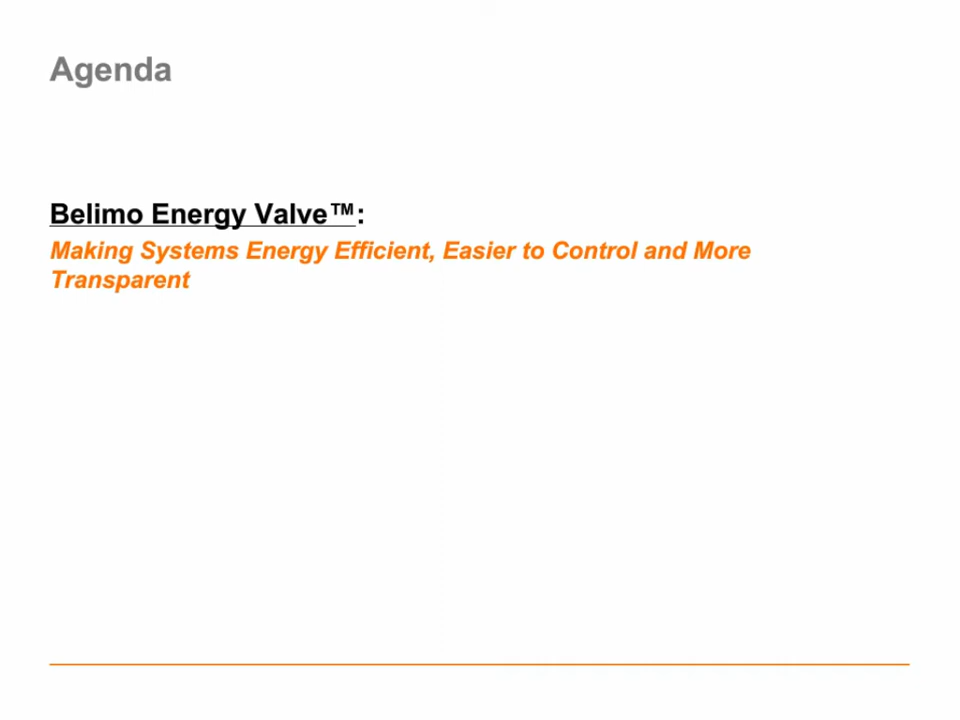 Agenda
Belimo Energy Valve™:
Making Systems Energy Efficient, Easier to Control and More
Transparent